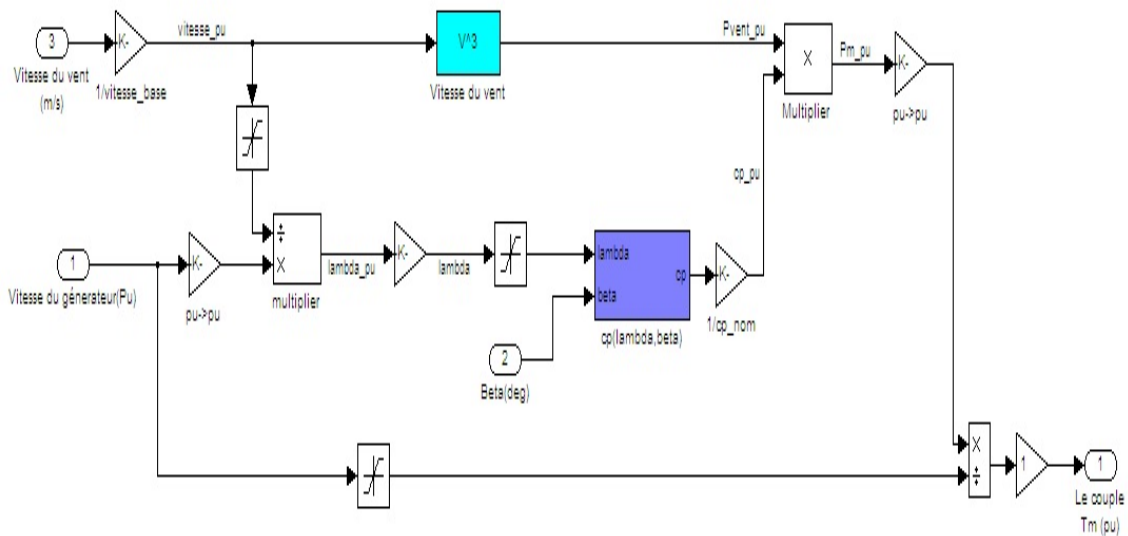 3
Vitesse du vent
(m/s)
K-
1/vitesse_base
vitesse_pu
V^3
Vitesse du vent
Pvent_pu
X
Multiplier
Pm_pu
K-
pu->pu
cp_pu
1
Vitesse du génerateur(Pu)
K-
pu->pu
÷
X
multiplier
lambda_pu
K-
lambda
lambda
beta
cp
cp(lambda,beta)
K-
1/cp_nom
2
Beta(deg)
X
÷
1
1
Le couple
Tm (pu)